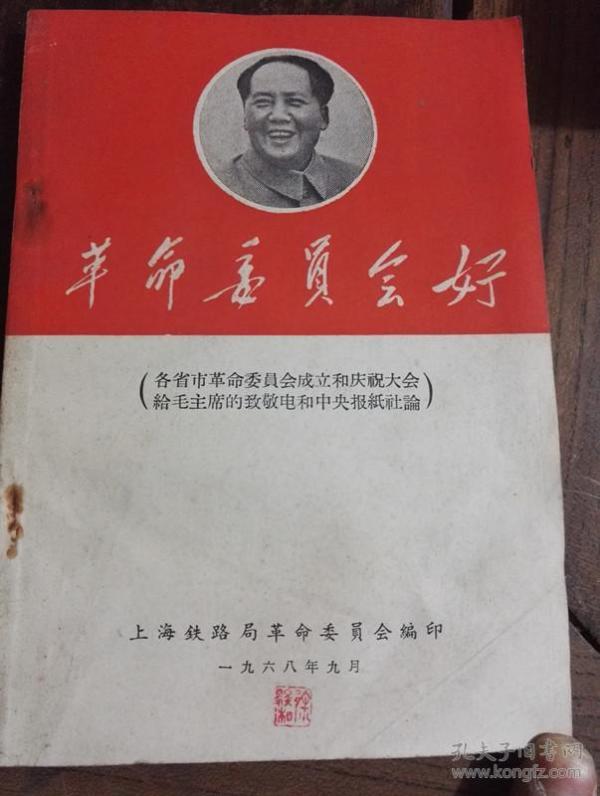 革命委員会好
各省市革命委員会成立和庆祝大会
給毛主席的致敬电和中央报紙社論
上海鉄路局革命委員会編印
一九六八年九月
孔夫子旧书网
www.kongfz.com